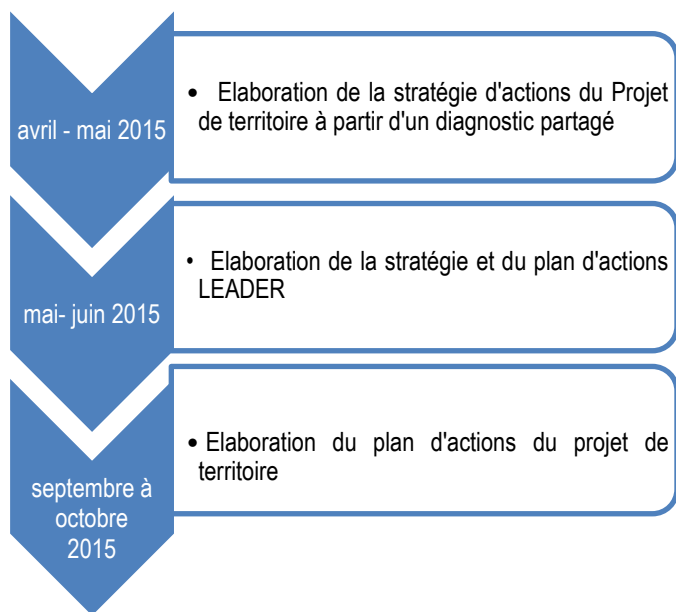 avril - mai 2015
• Elaboration de la stratégie d'actions du Projet
de territoire à partir d'un diagnostic partagé
mai- juin 2015
• Elaboration de la stratégie et du plan d'actions
LEADER
septembre à
octobre
2015
• Elaboration du plan d'actions du projet de
territoire